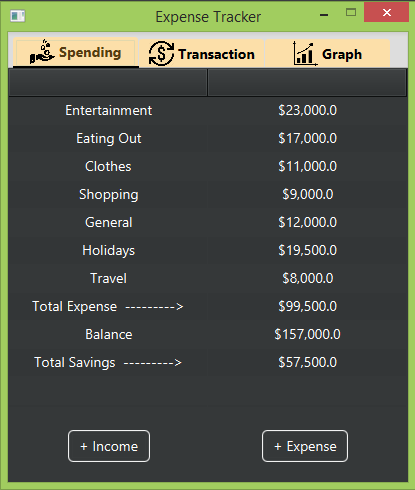 Expense Tracker
Spending Transaction Graph
Entertainment $23,000.0
Eating Out $17,000.0
Clothes $11,000.0
Shopping $9,000.0
General $12,000.0
Holidays $19,500.0
Travel $8,000.0
Total Expense ---------> $99,500.0
Balance $157,000.0
Total Savings ---------> $57,500.0
+ Income + Expense